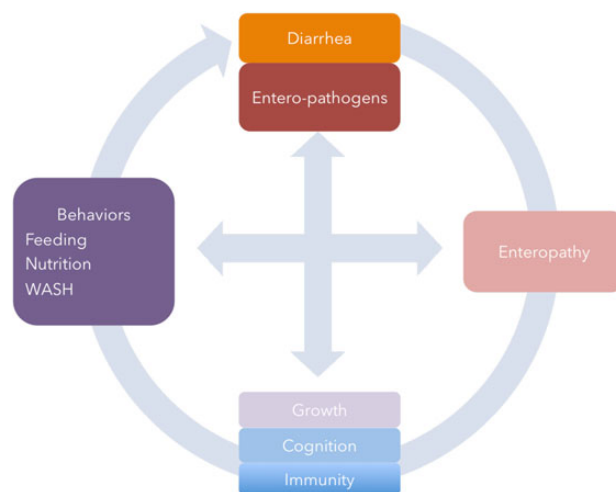 Diarrhea
Entero-pathogens
Behaviors
Feeding
Nutrition
WASH
Enteropathy
Growth
Cognition
Immunity